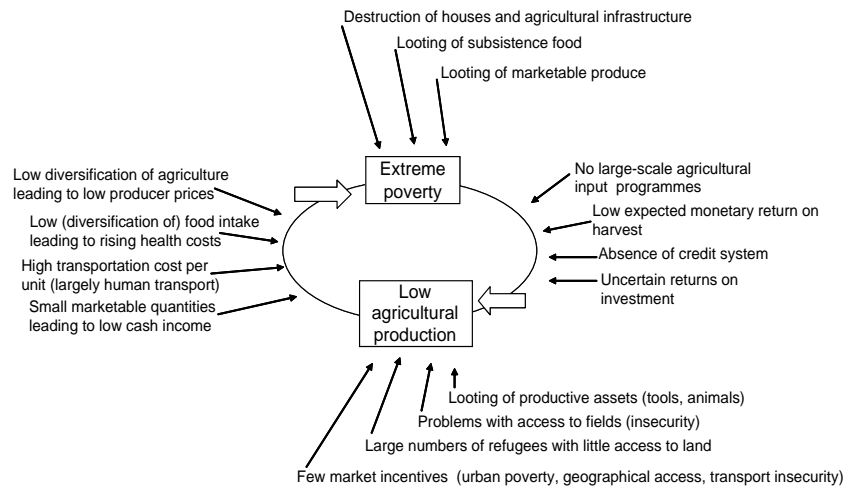 Destruction of houses and agricultural infrastructure
Looting of subsistence food
Looting of marketable produce
Extreme
poverty
Low diversification of agriculture
leading to low producer prices
Low (diversification of) food intake
leading to rising health costs
High transportation cost per
unit (largely human transport)
Small marketable quantities
leading to low cash income
No large-scale agricultural
input programmes
Low expected monetary return on
harvest
Absence of credit system
Uncertain returns on
investment
Low
agricultural
production
Looting of productive assets (tools, animals)
Problems with access to fields (insecurity)
Large numbers of refugees with little access to land
Few market incentives (urban poverty, geographical access, transport insecurity)